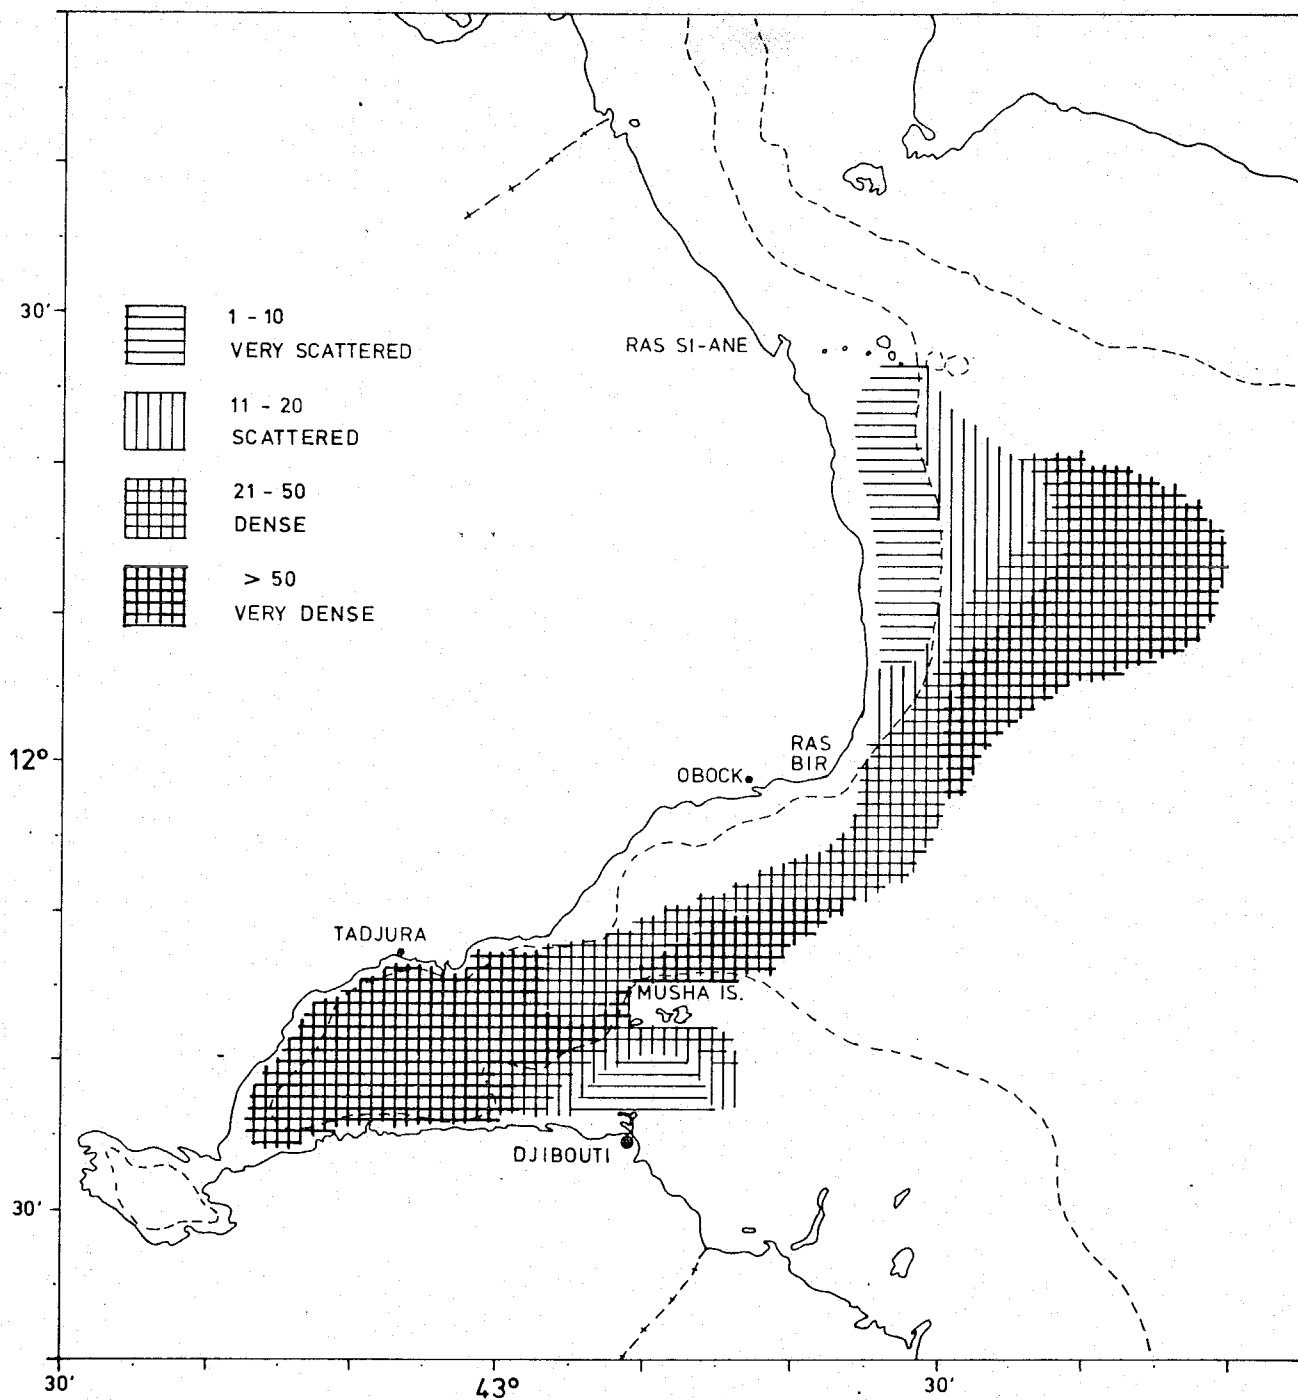 30'
1 - 10
VERY SCATTERED
RAS SI-ANE
11 - 20
SCATTERED
21 - 50
DENSE
> 50
VERY DENSE
RAS
BIR
12°
OBOCK
TADJURA
MUSHA IS.
DJIBOUTI
30'
30'
43°
30'